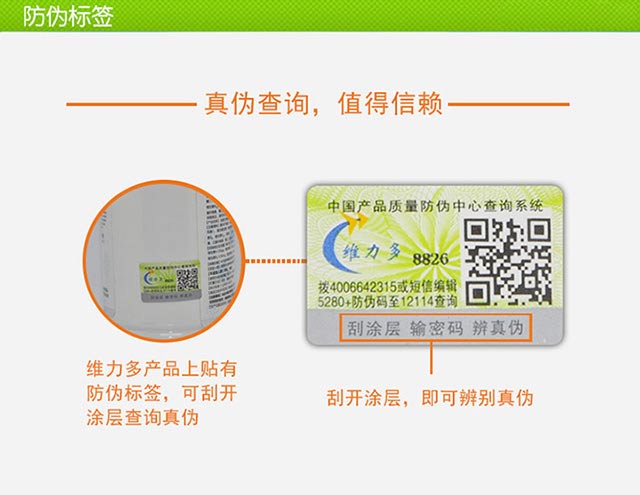 防伪标签
真伪查询，值得信赖
中国产品质量防伪中心查询系统
维力多 8826
拨4006642315或短信编辑
5280+防伪码至12114查询
刮涂层 输密码 辨真伪
维力多产品上贴有
防伪标签，可刮开
涂层查询真伪
刮开涂层，即可辨别真伪